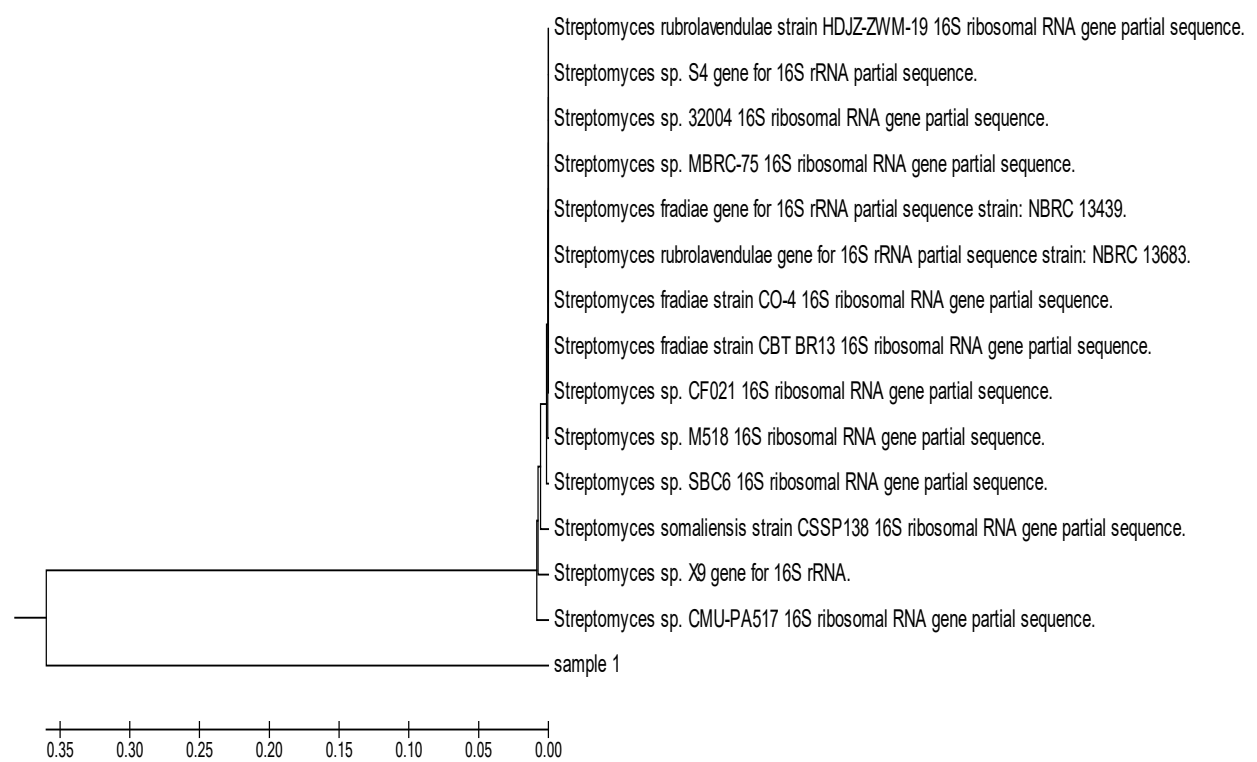 Streptomyces rubrolavendulae strain HDJZ-ZWM-19 16S ribosomal RNA gene partial sequence.
Streptomyces sp. S4 gene for 16S rRNA partial sequence.
Streptomyces sp. 32004 16S ribosomal RNA gene partial sequence.
Streptomyces sp. MBRC-75 16S ribosomal RNA gene partial sequence.
Streptomyces fradiae gene for 16S rRNA partial sequence strain: NBRC 13439.
Streptomyces rubrolavendulae gene for 16S rRNA partial sequence strain: NBRC 13683.
Streptomyces fradiae strain CO-4 16S ribosomal RNA gene partial sequence.
Streptomyces fradiae strain CBT BR13 16S ribosomal RNA gene partial sequence.
Streptomyces sp. CF021 16S ribosomal RNA gene partial sequence.
Streptomyces sp. M518 16S ribosomal RNA gene partial sequence.
Streptomyces sp. SBC6 16S ribosomal RNA gene partial sequence.
Streptomyces somaliensis strain CSSP138 16S ribosomal RNA gene partial sequence.
Streptomyces sp. X9 gene for 16S rRNA.
Streptomyces sp. CMU-PA517 16S ribosomal RNA gene partial sequence.
sample 1
0.35 0.30 0.25 0.20 0.15 0.10 0.05 0.00